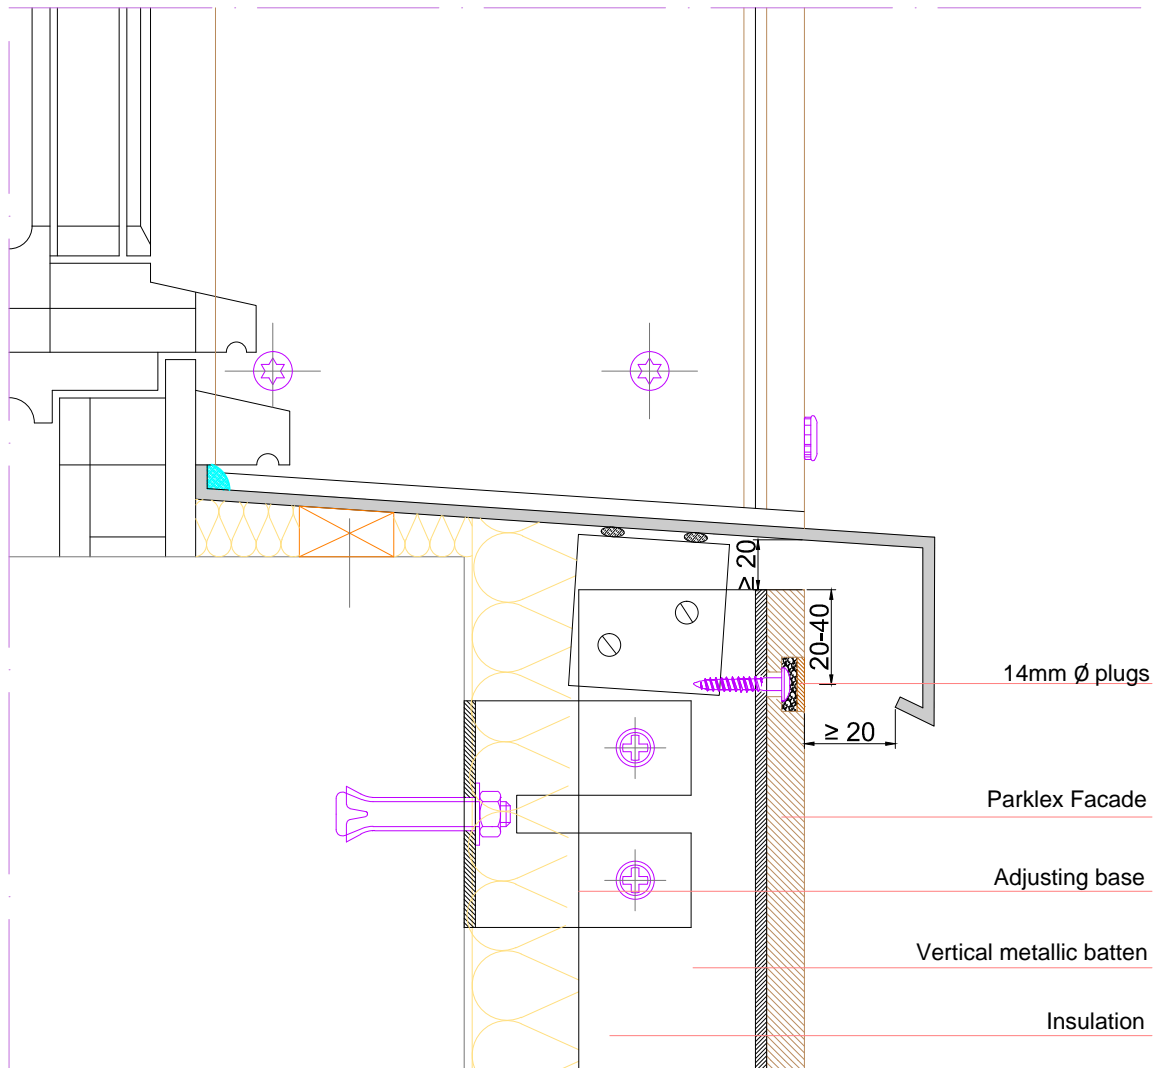 ≥ 20
20-40
14mm Ø plugs
≥ 20
Parklex Facade
Adjusting base
Vertical metallic batten
Insulation